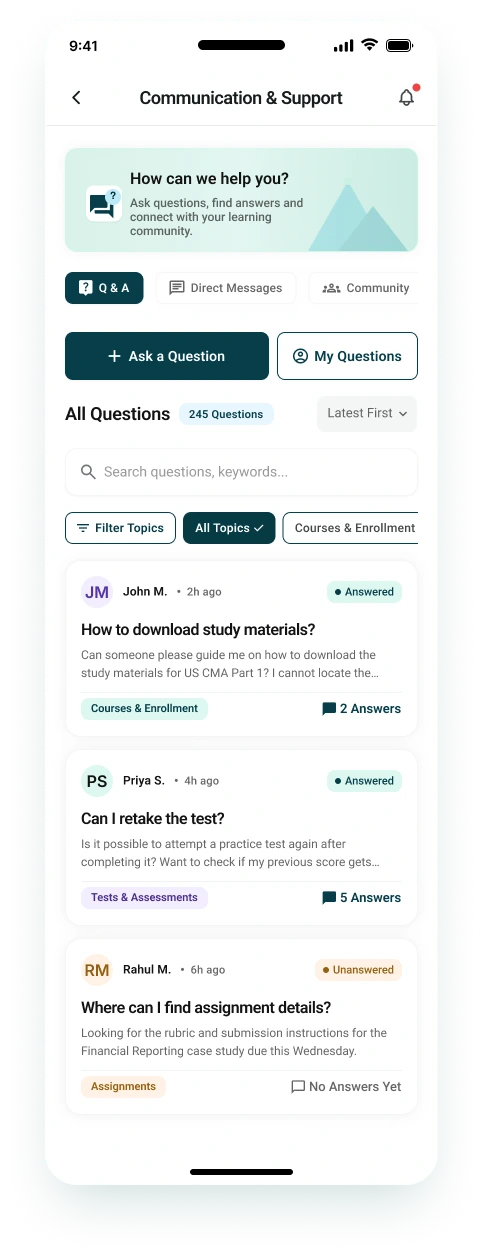 9:41
Communication & Support
How can we help you?
?
Ask questions, find answers and
connect with your learning
community.
? Q & A
Direct Messages
Community
+ Ask a Question
My Questions
All Questions
245 Questions
Latest First
Search questions, keywords...
Filter Topics
All Topics ✓
Courses & Enrollment
JM
John M.
• 2h ago
• Answered
How to download study materials?
Can someone please guide me on how to download the
study materials for US CMA Part 1? I cannot locate the...
Courses & Enrollment
2 Answers
PS
Priya S.
• 4h ago
• Answered
Can I retake the test?
Is it possible to attempt a practice test again after
completing it? Want to check if my previous score gets...
Tests & Assessments
5 Answers
RM
Rahul M.
• 6h ago
• Unanswered
Where can I find assignment details?
Looking for the rubric and submission instructions for the
Financial Reporting case study due this Wednesday.
Assignments
No Answers Yet